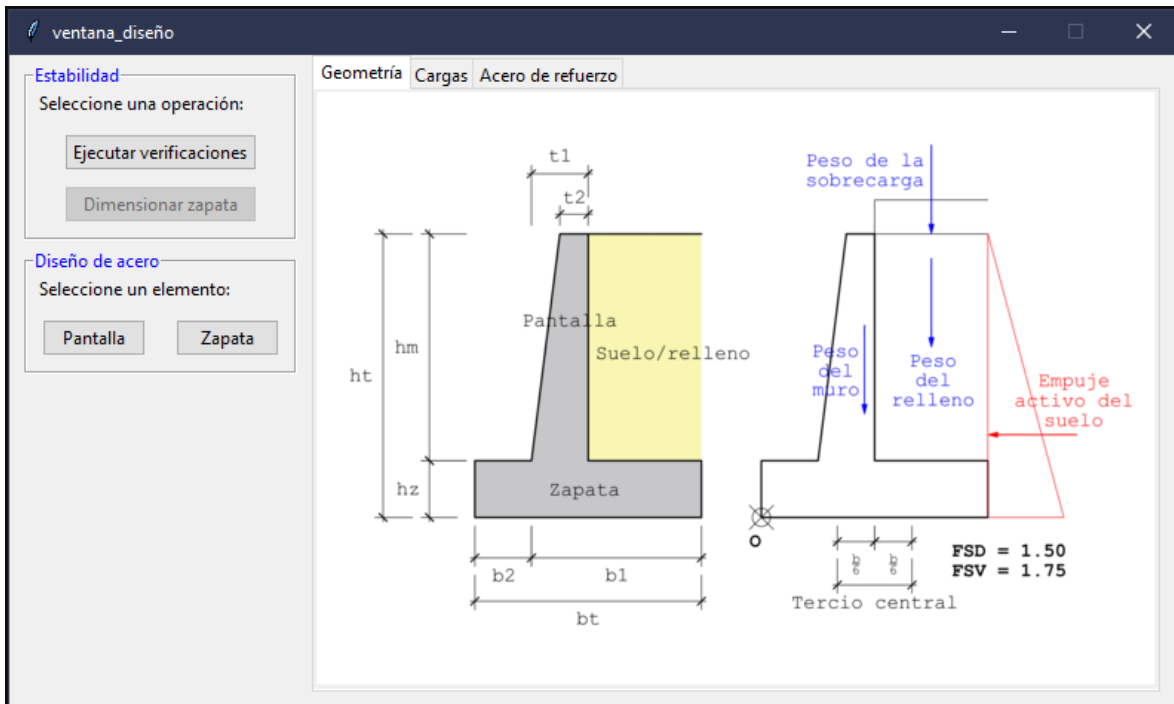 ventana_diseño
Estabilidad
Seleccione una operación:
Ejecutar verificaciones
Dimensionar zapata
Diseño de acero
Seleccione un elemento:
Pantalla
Zapata
Geometría
Cargas
Acero de refuerzo
t1
t2
Pantalla
Suelo/relleno
hm
ht
hz
Zapata
b2
b1
bt
Peso de la
sobrecarga
Peso
del
muro
Peso
del
relleno
Empuje
activo del
suelo
O
b
6
b
6
Tercio central
FSD = 1.50
FSV = 1.75